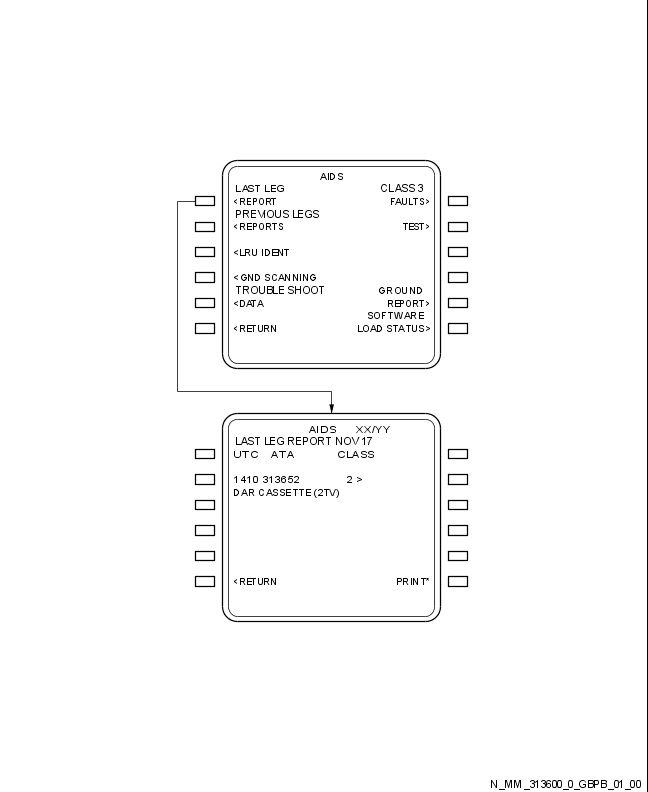 AIDS
LAST LEG CLASS 3
<REPORT FAULTS>
PREVIOUS LEGS
<REPORTS TEST>
<LRU IDENT
<GND SCANNING
TROUBLE SHOOT GROUND
<DATA REPORT>
SOFTWARE
<RETURN LOAD STATUS>
AIDS XX/YY
LAST LEG REPORT NOV 17
UTC ATA CLASS
1410 313652 2 >
DAR CASSETTE (2TV)
<RETURN PRINT*
N_MM_313600_0_GBPB_01_00